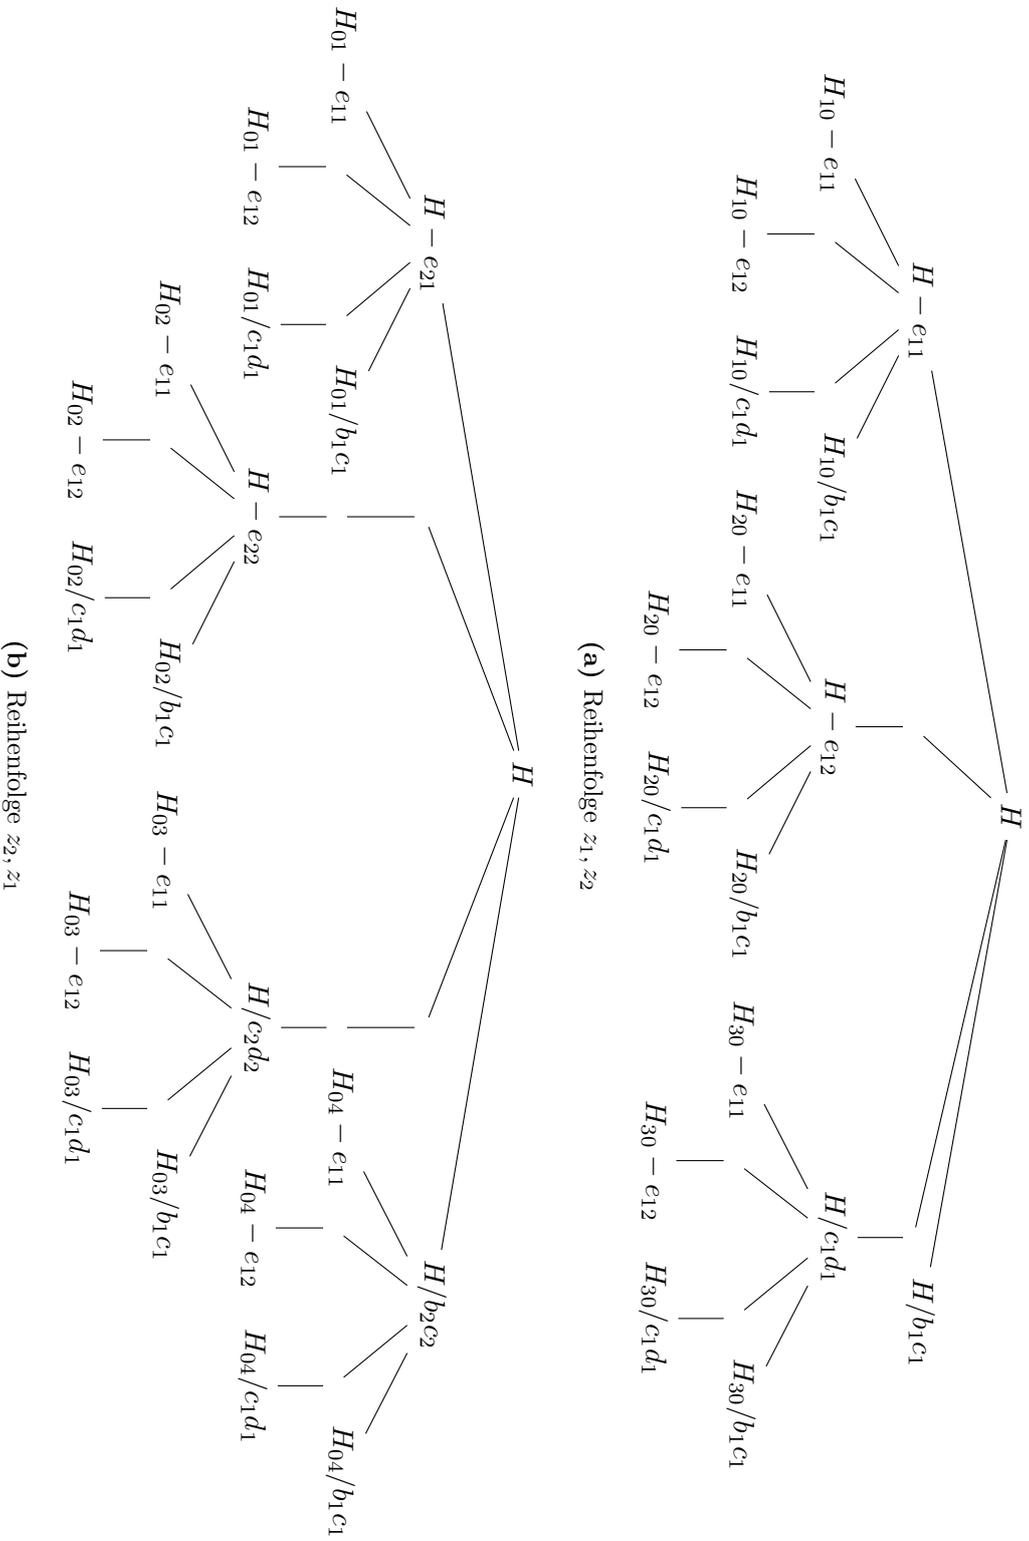 H
H − e₁₁
H/b₁c₁
H₁₀ − e₁₁
H₁₀/b₁c₁
H − e₁₂
H/c₁d₁
H₁₀ − e₁₂
H₁₀/c₁d₁
H₂₀ − e₁₁
H₂₀/b₁c₁
H₃₀ − e₁₁
H₃₀/b₁c₁
H₂₀ − e₁₂
H₂₀/c₁d₁
H₃₀ − e₁₂
H₃₀/c₁d₁
(a) Reihenfolge z₁, z₂
H
H − e₂₁
H/b₂c₂
H₀₁ − e₁₁
H₀₁/b₁c₁
H₀₄ − e₁₁
H₀₄/b₁c₁
H₀₁ − e₁₂
H₀₁/c₁d₁
H − e₂₂
H/c₂d₂
H₀₄ − e₁₂
H₀₄/c₁d₁
H₀₂ − e₁₁
H₀₂/b₁c₁
H₀₃ − e₁₁
H₀₃/b₁c₁
H₀₂ − e₁₂
H₀₂/c₁d₁
H₀₃ − e₁₂
H₀₃/c₁d₁
(b) Reihenfolge z₂, z₁